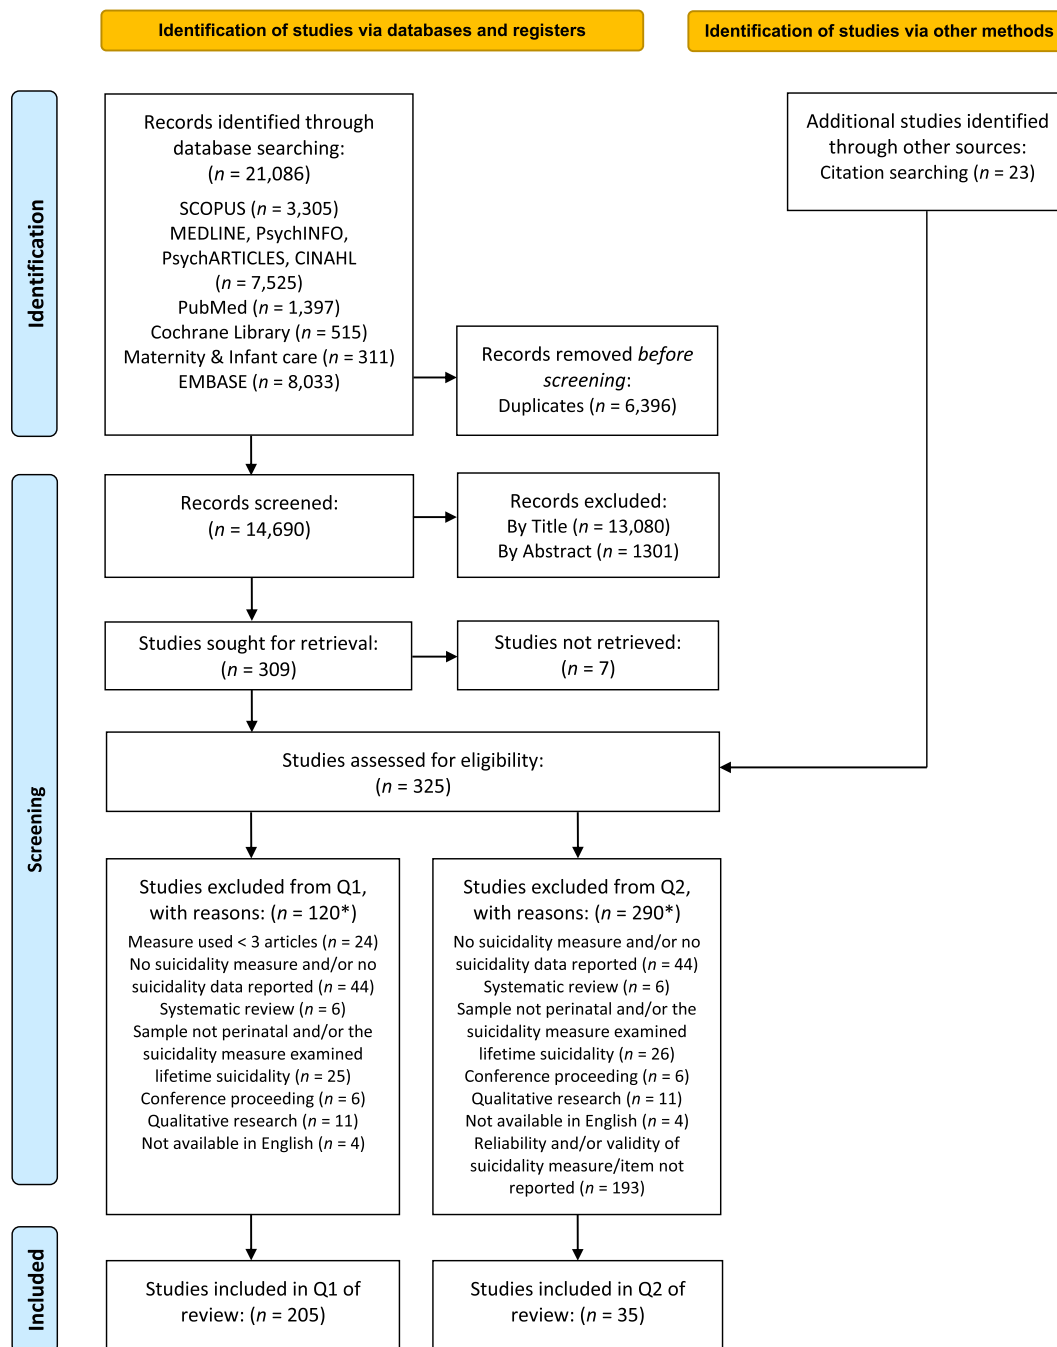 Identification of studies via databases and registers
Identification of studies via other methods
Identification
Records identified through
database searching:
(n = 21,086)
SCOPUS (n = 3,305)
MEDLINE, PsychINFO,
PsychARTICLES, CINAHL
(n = 7,525)
PubMed (n = 1,397)
Cochrane Library (n = 515)
Maternity & Infant care (n = 311)
EMBASE (n = 8,033)
Records removed before
screening:
Duplicates (n = 6,396)
Additional studies identified
through other sources:
Citation searching (n = 23)
Screening
Records screened:
(n = 14,690)
Records excluded:
By Title (n = 13,080)
By Abstract (n = 1301)
Studies sought for retrieval:
(n = 309)
Studies not retrieved:
(n = 7)
Studies assessed for eligibility:
(n = 325)
Studies excluded from Q1,
with reasons: (n = 120*)
Measure used < 3 articles (n = 24)
No suicidality measure and/or no
suicidality data reported (n = 44)
Systematic review (n = 6)
Sample not perinatal and/or the
suicidality measure examined
lifetime suicidality (n = 25)
Conference proceeding (n = 6)
Qualitative research (n = 11)
Not available in English (n = 4)
Studies excluded from Q2,
with reasons: (n = 290*)
No suicidality measure and/or no
suicidality data reported (n = 44)
Systematic review (n = 6)
Sample not perinatal and/or the
suicidality measure examined
lifetime suicidality (n = 26)
Conference proceeding (n = 6)
Qualitative research (n = 11)
Not available in English (n = 4)
Reliability and/or validity of
suicidality measure/item not
reported (n = 193)
Included
Studies included in Q1 of
review: (n = 205)
Studies included in Q2 of
review: (n = 35)